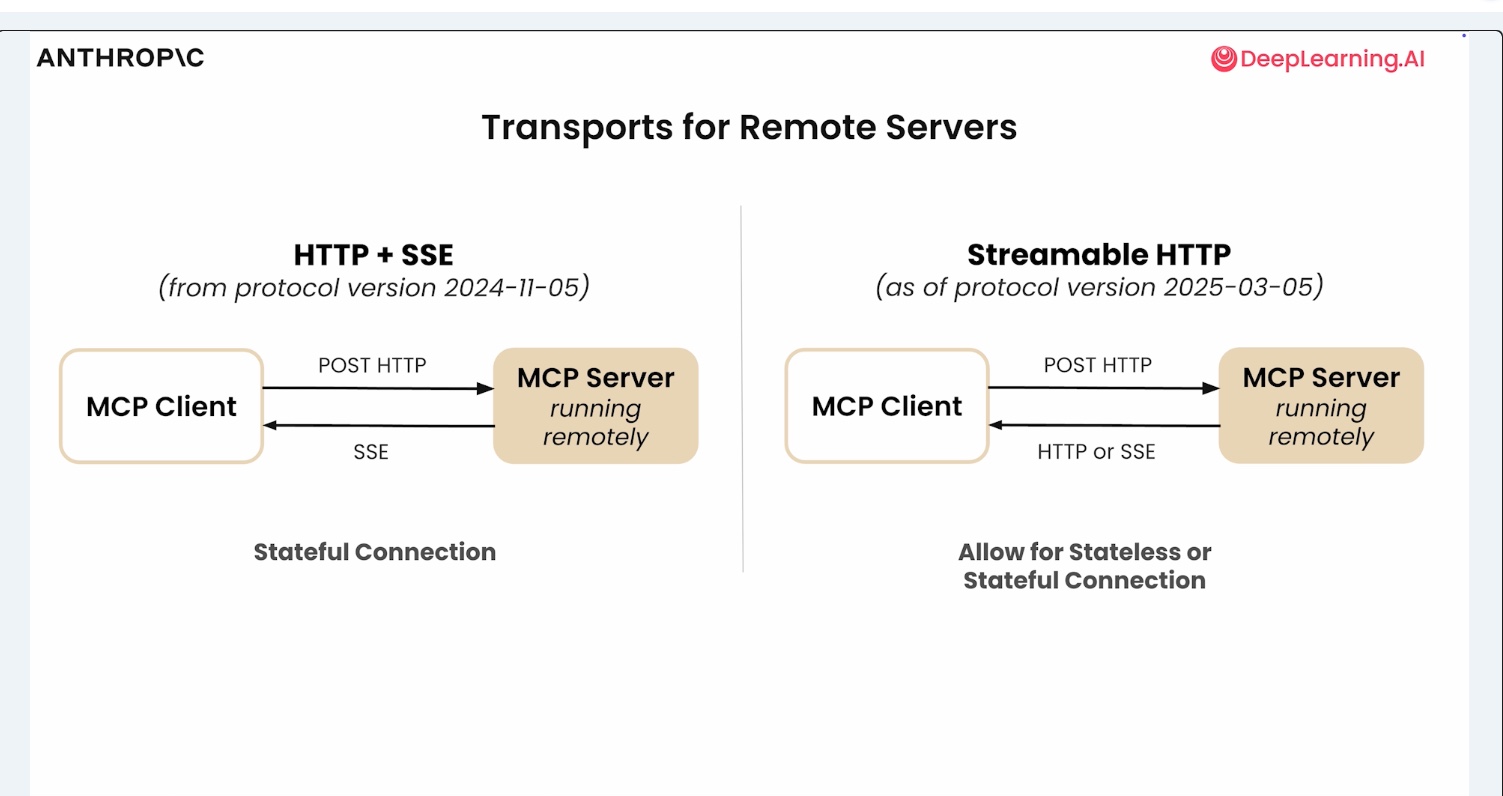 ANTHROP\C
DeepLearning.AI
Transports for Remote Servers
HTTP + SSE
(from protocol version 2024-11-05)
MCP Client
POST HTTP
SSE
MCP Server
running
remotely
Stateful Connection
Streamable HTTP
(as of protocol version 2025-03-05)
MCP Client
POST HTTP
HTTP or SSE
MCP Server
running
remotely
Allow for Stateless or
Stateful Connection